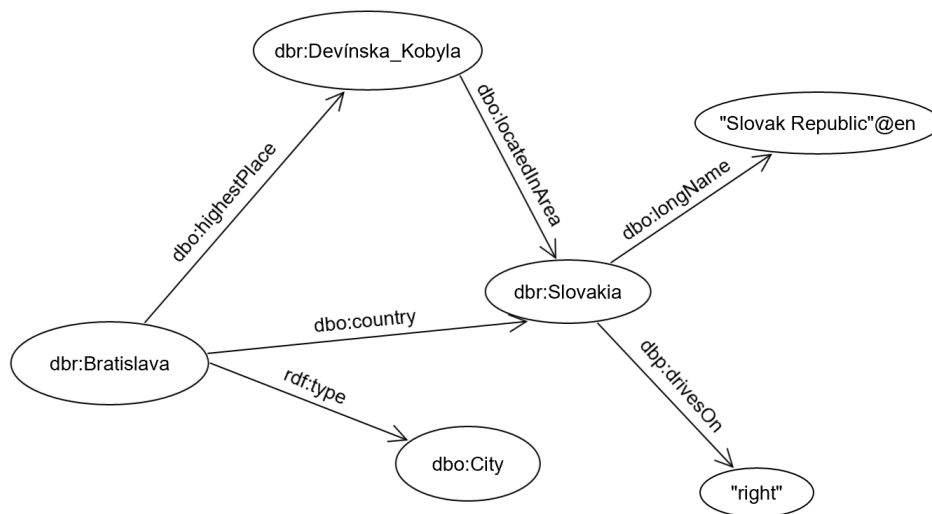 dbr:Devínska_Kobyla
"Slovak Republic"@en
dbo:locatedInArea
dbo:highestPlace
dbo:longName
dbr:Slovakia
dbo:country
dbr:Bratislava
rdf:type
dbp:drivesOn
dbo:City
"right"